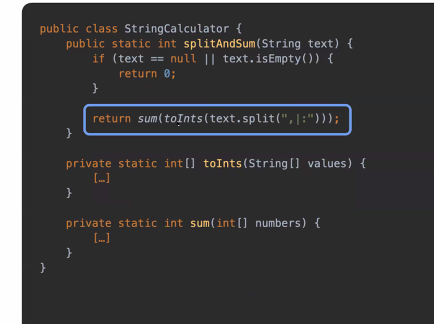 public class StringCalculator {
public static int splitAndSum(String text) {
if (text == null || text.isEmpty()) {
return 0;
}
return sum(toInts(text.split(",|:")));
}
private static int[] toInts(String[] values) {
[…]
}
private static int sum(int[] numbers) {
[…]
}
}